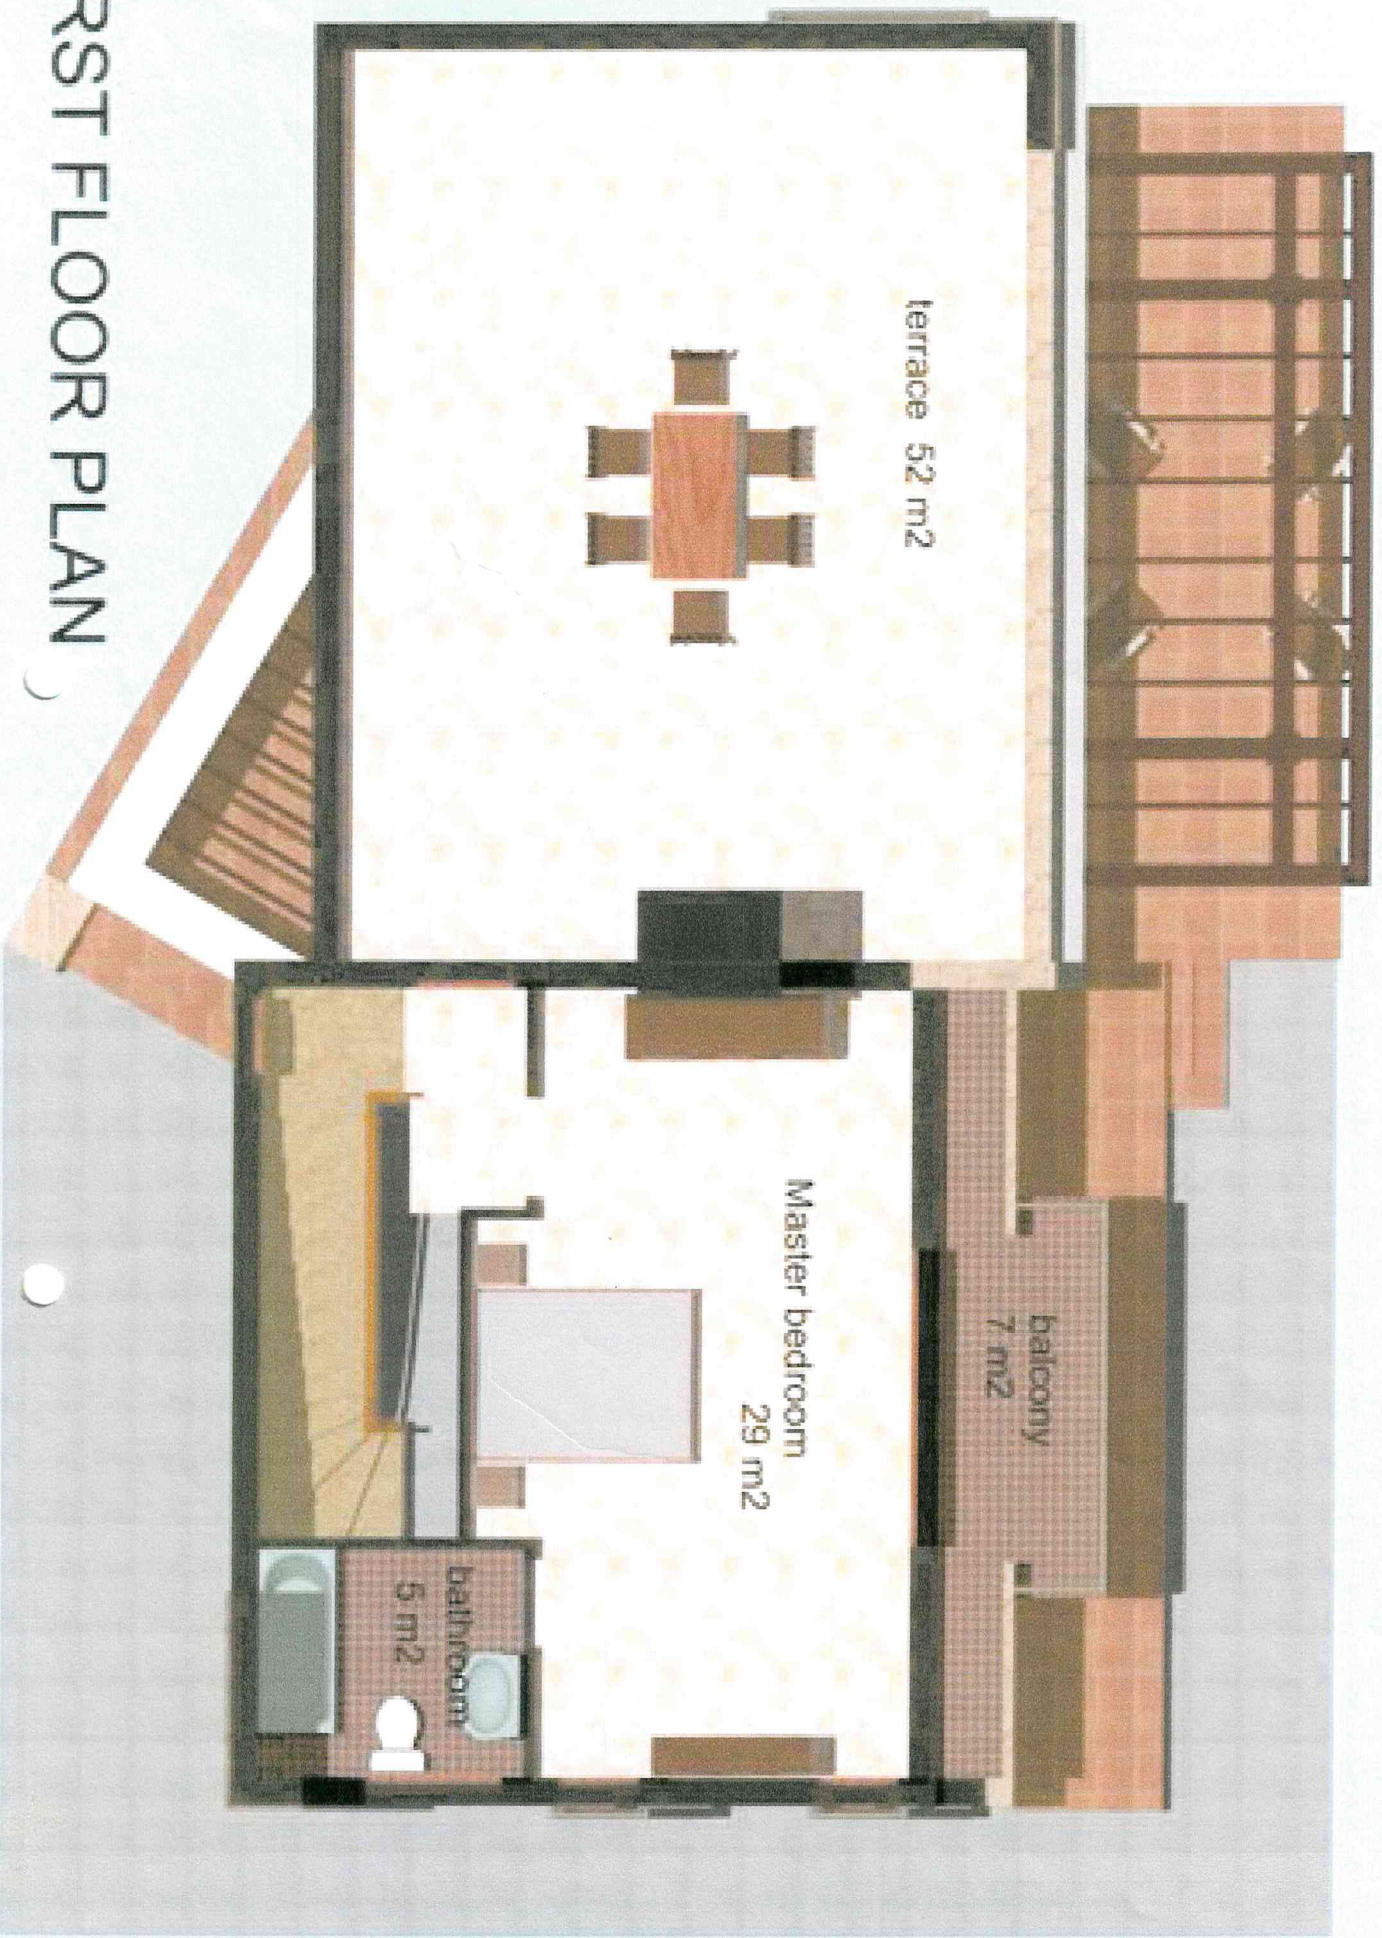 RST FLOOR PLAN
terrace 52 m2
Master bedroom
29 m2
balcony
7 m2
bathroom
5 m2